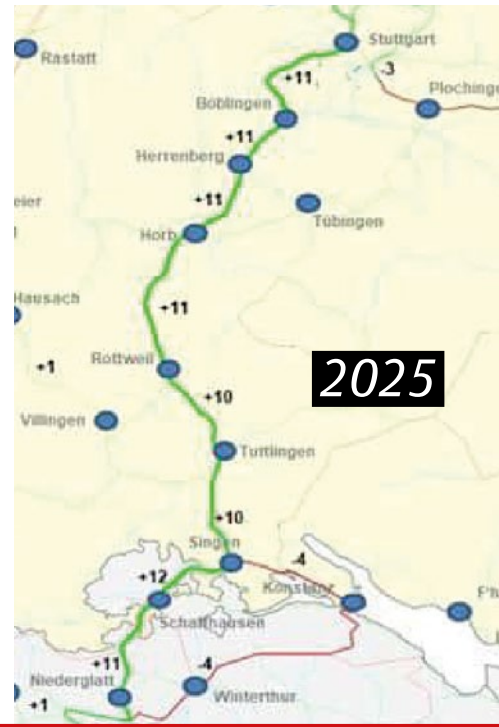 Stuttgart
Rastatt
+11
-3
Plochinge
Böblingen
+11
Herrenberg
+11
eier
Tübingen
Horb
Hausach
+11
Rottweil
2025
+1
+10
Villingen
Tuttlingen
+10
Singen
-4
+12
Konstanz
F'h
Schaffhausen
+11
-4
Niederglatt
Winterthur
+1